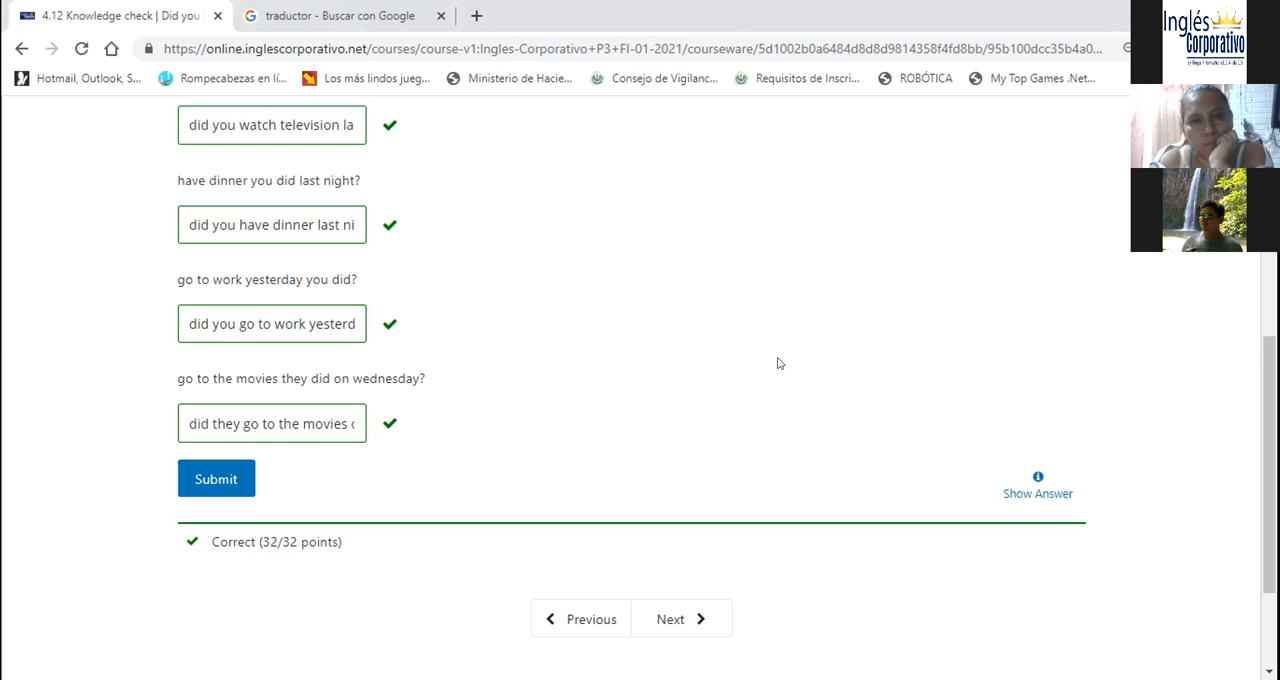 4.12 Knowledge check | Did you
traductor - Buscar con Google
https://online.inglescorporativo.net/courses/course-v1:Ingles-Corporativo+P3+FI-01-2021/courseware/5d1002b0a6484d8d8d9814358f4fd8bb/95b100dcc35b4a0...
Hotmail, Outlook, S... Rompecabezas en lí... Los más lindos jueg... Ministerio de Hacie... Consejo de Vigilanc... Requisitos de Inscri... ROBÓTICA My Top Games .Net...
Inglés
Corporativo
did you watch television la
have dinner you did last night?
did you have dinner last ni
go to work yesterday you did?
did you go to work yesterd
go to the movies they did on wednesday?
did they go to the movies
Submit
Show Answer
Correct (32/32 points)
Previous
Next